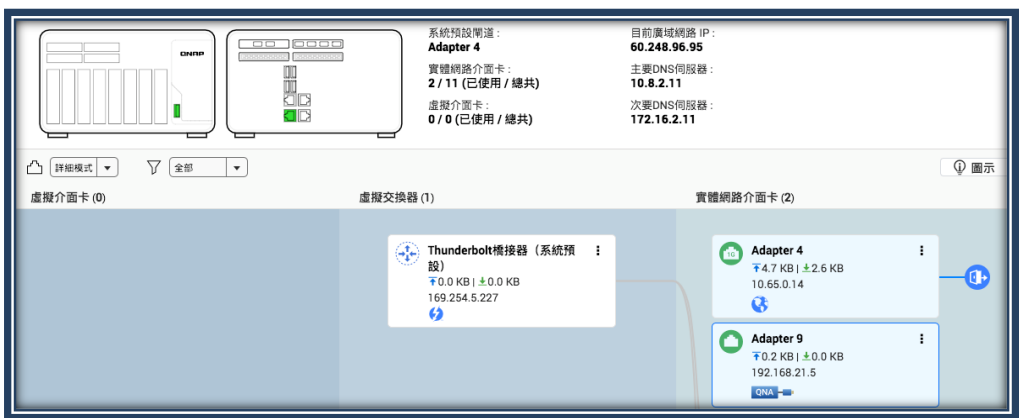 QNAP
系統預設閘道 :
Adapter 4
目前廣域網路 IP :
60.248.96.95
實體網路介面卡 :
2 / 11 (已使用 / 總共)
主要DNS伺服器 :
10.8.2.11
虛擬介面卡 :
0 / 0 (已使用 / 總共)
次要DNS伺服器 :
172.16.2.11
詳細模式
全部
圖示
虛擬介面卡 (0)
虛擬交換器 (1)
實體網路介面卡 (2)
Thunderbolt橋接器（系統預
設）
0.0 KB | 0.0 KB
169.254.5.227
1G
Adapter 4
4.7 KB | 2.6 KB
10.65.0.14
Adapter 9
0.2 KB | 0.0 KB
192.168.21.5
QNA